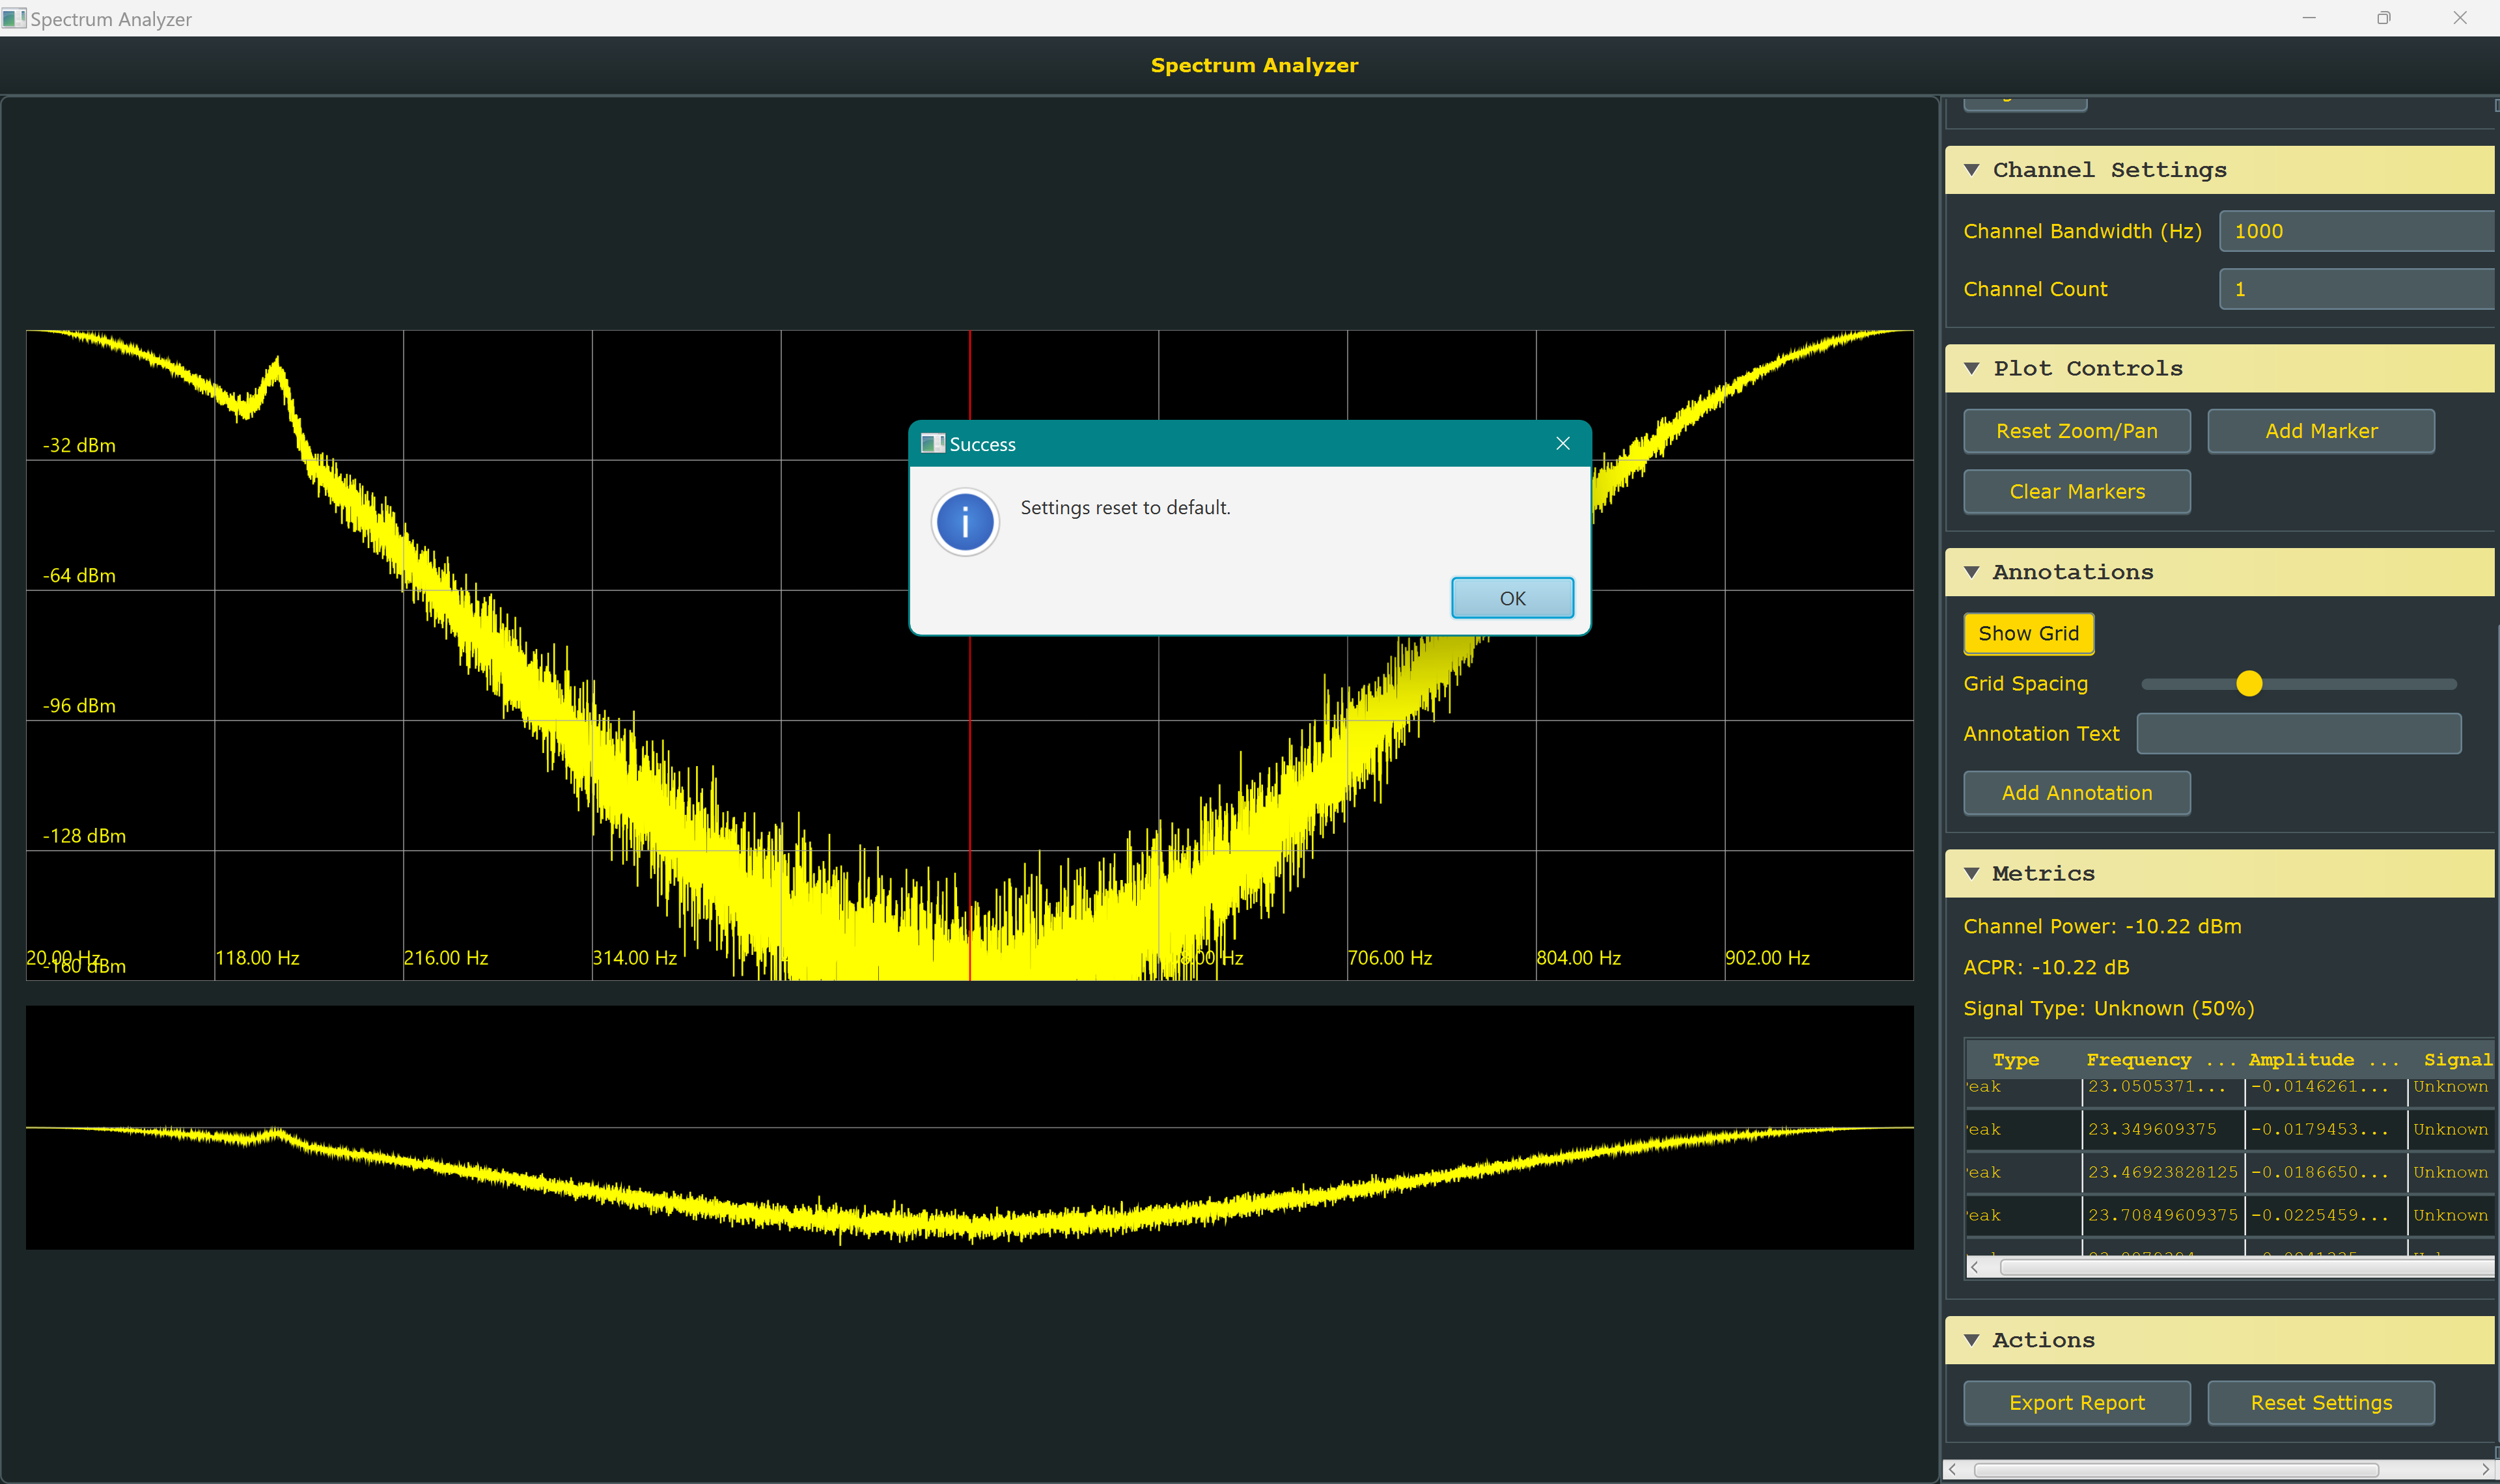 Spectrum Analyzer
Spectrum Analyzer
Channel Settings
Channel Bandwidth (Hz) 1000
Channel Count 1
Plot Controls
Reset Zoom/Pan Add Marker
Clear Markers
Annotations
Show Grid
Grid Spacing
Annotation Text
Add Annotation
Metrics
Channel Power: -10.22 dBm
ACPR: -10.22 dB
Signal Type: Unknown (50%)
Type Frequency ... Amplitude ... Signal
eak 23.0505371... -0.0146261... Unknown
eak 23.349609375 -0.0179453... Unknown
eak 23.46923828125 -0.0186650... Unknown
eak 23.70849609375 -0.0225459... Unknown
Actions
Export Report Reset Settings
-32 dBm
-64 dBm
-96 dBm
-128 dBm
-160 dBm
20.00 Hz 118.00 Hz 216.00 Hz 314.00 Hz 706.00 Hz 804.00 Hz 902.00 Hz
Success
Settings reset to default.
OK